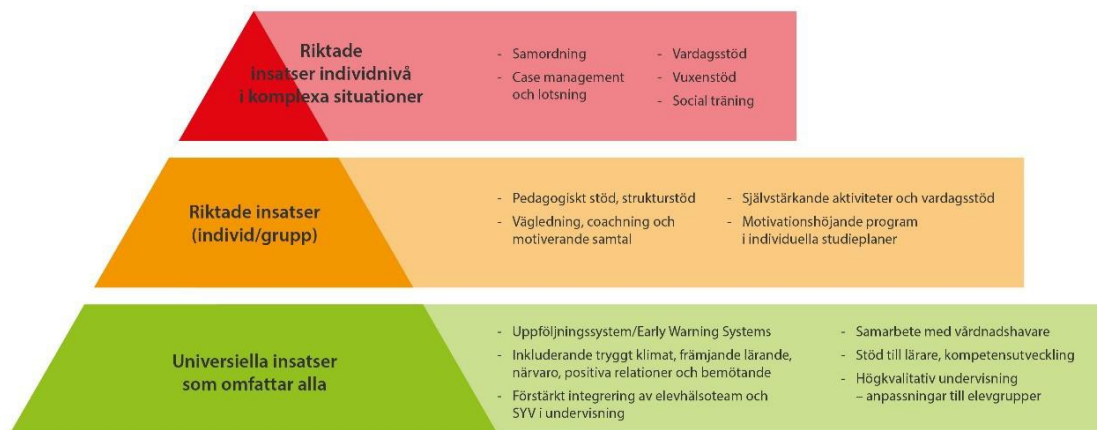 Riktade
insatser individnivå
i komplexa situationer
- Samordning
- Case management
och lotsning
- Vardagsstöd
- Vuxenstöd
- Social träning
Riktade insatser
(individ/grupp)
- Pedagogiskt stöd, strukturstöd
- Vägledning, coachning och
motiverande samtal
- Självstärkande aktiviteter och vardagsstöd
- Motivationshöjande program
i individuella studieplaner
Universiella insatser
som omfattar alla
- Uppföljningssystem/Early Warning Systems
- Inkluderande tryggt klimat, främjande lärande,
närvaro, positiva relationer och bemötande
- Förstärkt integrering av elevhälsoteam och
SYV i undervisning
- Samarbete med vårdnadshavare
- Stöd till lärare, kompetensutveckling
- Högkvalitativ undervisning
– anpassningar till elevgrupper